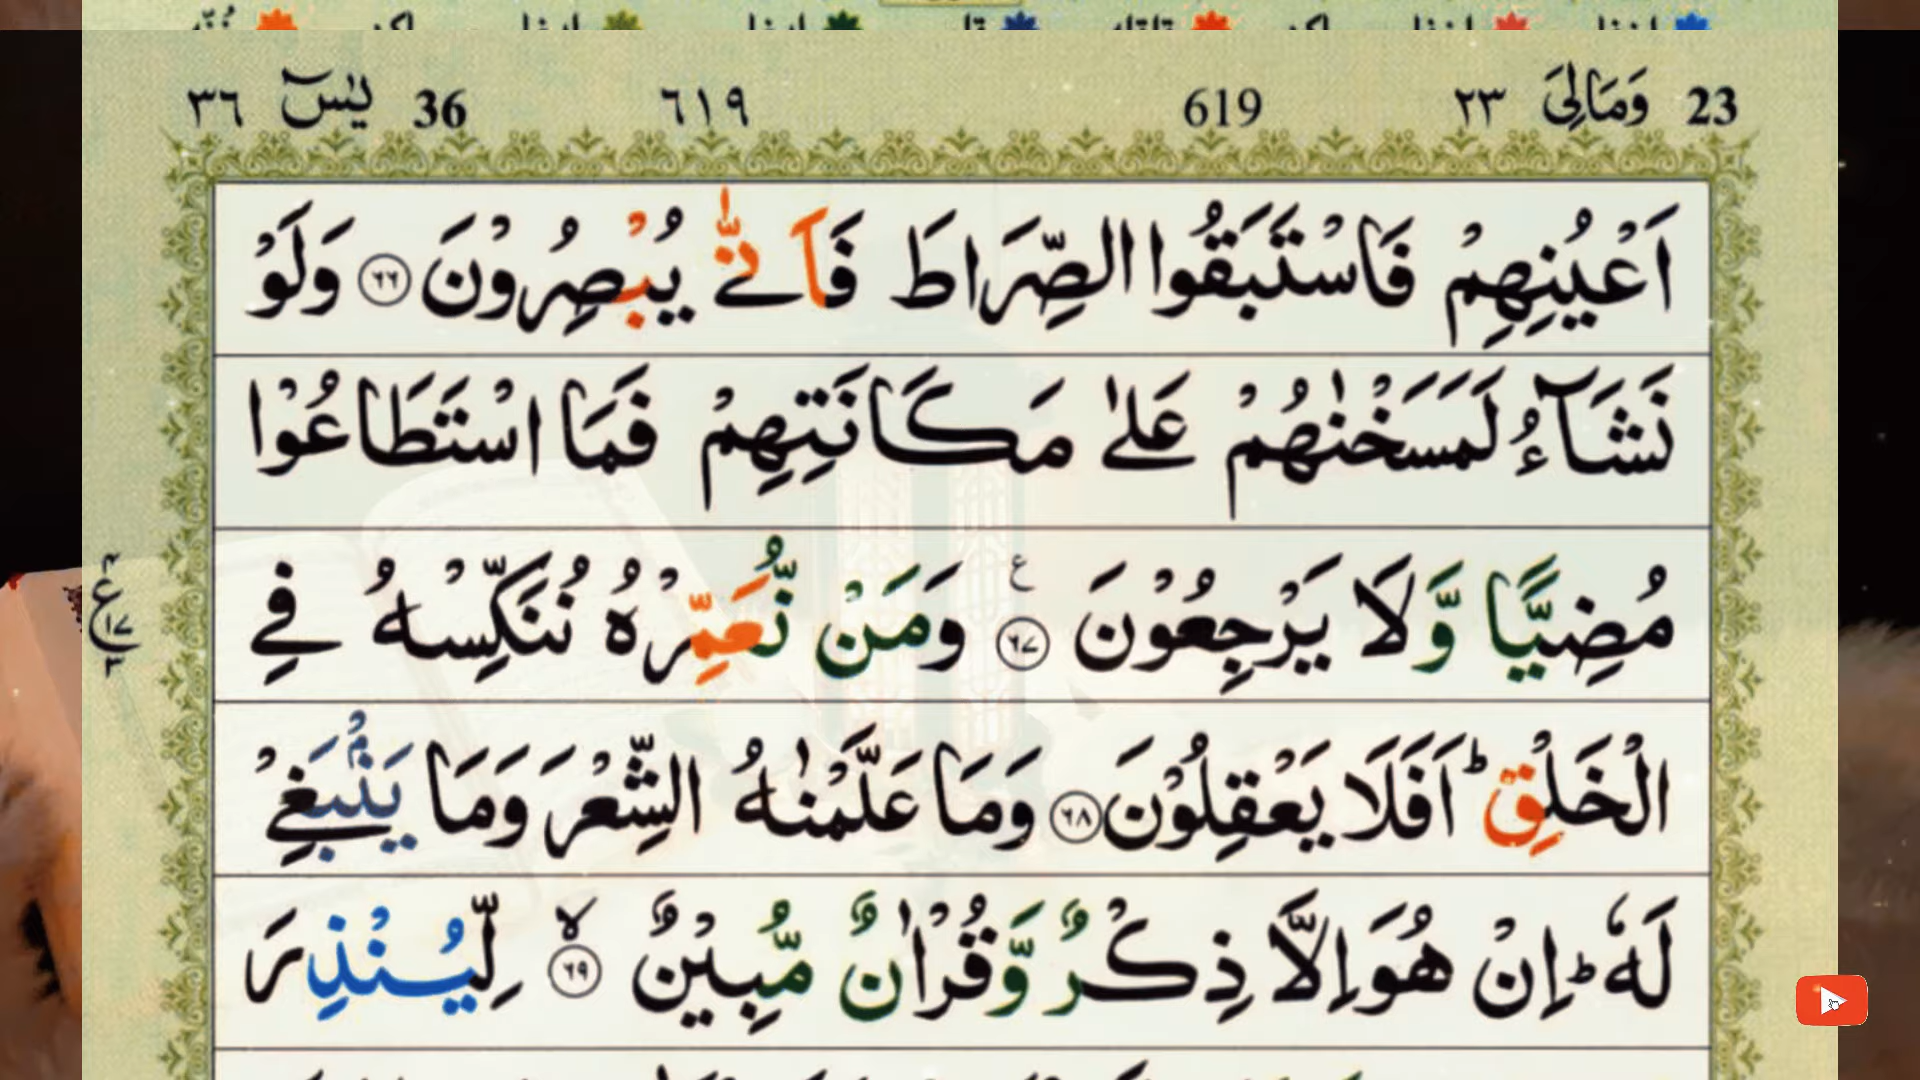 23 وَمَالِیَ ٢٣ 619 ٦١٩ 36 يٰسٓ ٣٦
اَعْيُنِهِمْ فَاسْتَبَقُوا الصِّرَاطَ فَاَنّٰى يُبْصِرُوْنَ ﴿٦٦﴾ وَلَوْ
نَشَآءُ لَمَسَخْنٰهُمْ عَلٰى مَكَانَتِهِمْ فَمَا اسْتَطَاعُوْا
مُضِيًّا وَّلَا يَرْجِعُوْنَ ﴿٦٧﴾ وَمَنْ نُّعَمِّرْهُ نُنَكِّسْهُ فِى
الْخَلْقِ ؕ اَفَلَا يَعْقِلُوْنَ ﴿٦٨﴾ وَمَا عَلَّمْنٰهُ الشِّعْرَ وَمَا يَنْۢبَغِىْ
لَهٗ ؕ اِنْ هُوَ اِلَّا ذِكْرٌ وَّقُرْاٰنٌ مُّبِيْنٌ ۙ ﴿٦٩﴾ لِّيُنْذِرَ